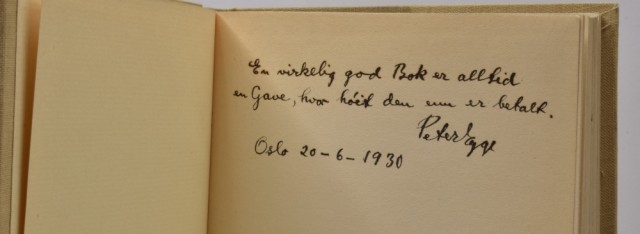 En virkelig god Bok er alltid
en Gave, hvor høit den enn er betalt.
Peter Egge
Oslo 20-6-1930